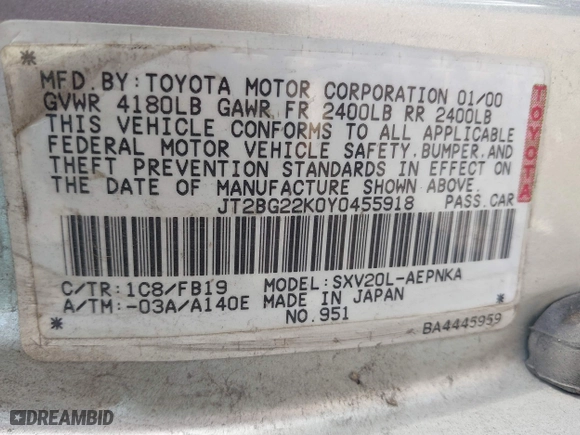 MFD. BY: TOYOTA MOTOR CORPORATION 01/00
GVWR 4180LB GAWR FR 2400LB RR 2400LB
THIS VEHICLE CONFORMS TO ALL APPLICABLE
FEDERAL MOTOR VEHICLE SAFETY, BUMPER, AND
THEFT PREVENTION STANDARDS IN EFFECT ON
THE DATE OF MANUFACTURE SHOWN ABOVE.
JT2BG22K0Y0455918 PASS. CAR
C/TR: 1C8/FB19 MODEL: SXV20L-AEPNKA
A/TM: -03A/A140E MADE IN JAPAN
NO. 951
BA4445959
TOYOTA
DREAMBID